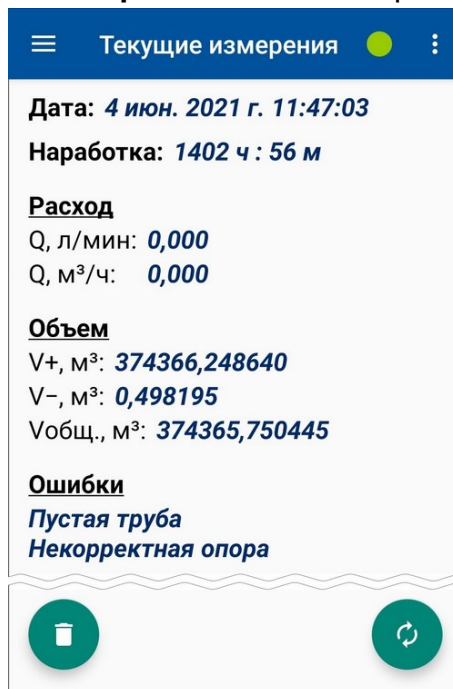 Текущие измерения
Дата: 4 июн. 2021 г. 11:47:03
Наработка: 1402 ч : 56 м
Расход
Q, л/мин: 0,000
Q, м³/ч: 0,000
Объем
V+, м³: 374366,248640
V−, м³: 0,498195
Vобщ., м³: 374365,750445
Ошибки
Пустая труба
Некорректная опора